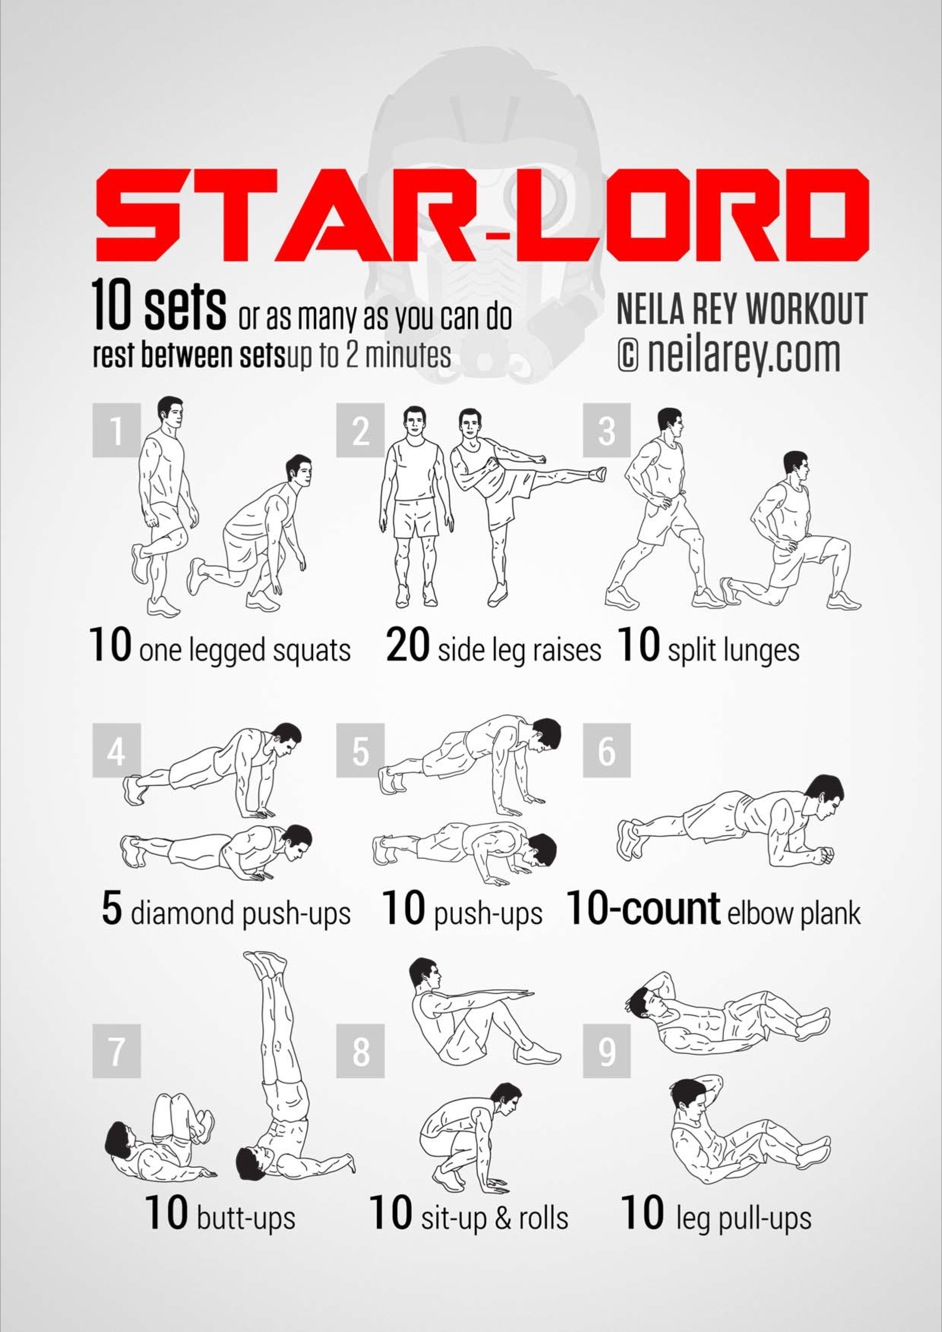 STAR-LORD
10 sets or as many as you can do
rest between setsup to 2 minutes
NEILA REY WORKOUT
© neilarey.com
1
2
3
10 one legged squats
20 side leg raises
10 split lunges
4
5
6
5 diamond push-ups
10 push-ups
10-count elbow plank
7
8
9
10 butt-ups
10 sit-up & rolls
10 leg pull-ups